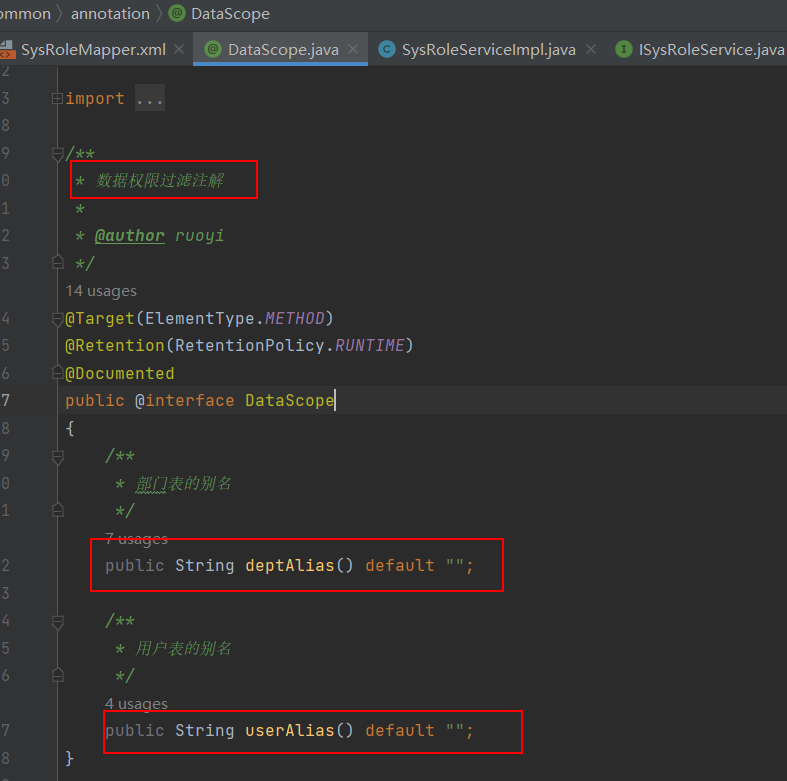 ommon 〉 annotation 〉 DataScope
SysRoleMapper.xml × DataScope.java × SysRoleServiceImpl.java × ISysRoleService.java
2
3 import ...
8
9 /**
0 * 数据权限过滤注解
1 *
2 * @author ruoyi
3 */
14 usages
4 @Target(ElementType.METHOD)
5 @Retention(RetentionPolicy.RUNTIME)
6 @Documented
7 public @interface DataScope
8 {
9 /**
0 * 部门表的别名
1 */
7 usages
2 public String deptAlias() default "";
3
4 /**
5 * 用户表的别名
6 */
4 usages
7 public String userAlias() default "";
8 }